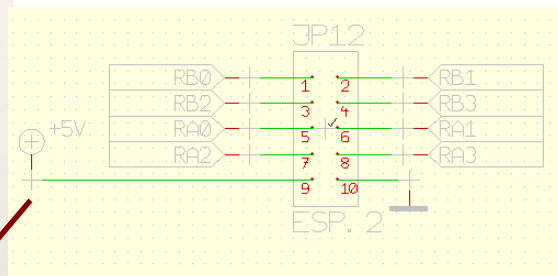 JP12
RB0 1 2 RB1
RB2 3 4 RB3
+5V RA0 5 6 RA1
RA2 7 8 RA3
9 10
ESP. 2